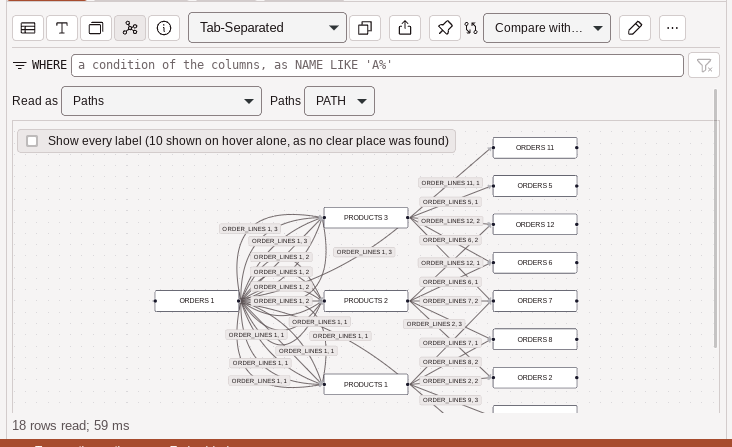 Tab-Separated
Compare with...
WHERE a condition of the columns, as NAME LIKE 'A%'
Read as Paths Paths PATH
Show every label (10 shown on hover alone, as no clear place was found)
ORDERS 1
PRODUCTS 3
PRODUCTS 2
PRODUCTS 1
ORDERS 11
ORDERS 5
ORDERS 12
ORDERS 6
ORDERS 7
ORDERS 8
ORDERS 2
ORDER_LINES 1, 3
ORDER_LINES 1, 3
ORDER_LINES 1, 2
ORDER_LINES 1, 2
ORDER_LINES 1, 2
ORDER_LINES 1, 2
ORDER_LINES 1, 3
ORDER_LINES 1, 1
ORDER_LINES 1, 1
ORDER_LINES 1, 1
ORDER_LINES 1, 1
ORDER_LINES 1, 1
ORDER_LINES 1, 1
ORDER_LINES 11, 1
ORDER_LINES 5, 1
ORDER_LINES 12, 2
ORDER_LINES 6, 2
ORDER_LINES 12, 1
ORDER_LINES 6, 1
ORDER_LINES 7, 2
ORDER_LINES 2, 3
ORDER_LINES 7, 1
ORDER_LINES 8, 2
ORDER_LINES 2, 2
ORDER_LINES 9, 3
18 rows read; 59 ms